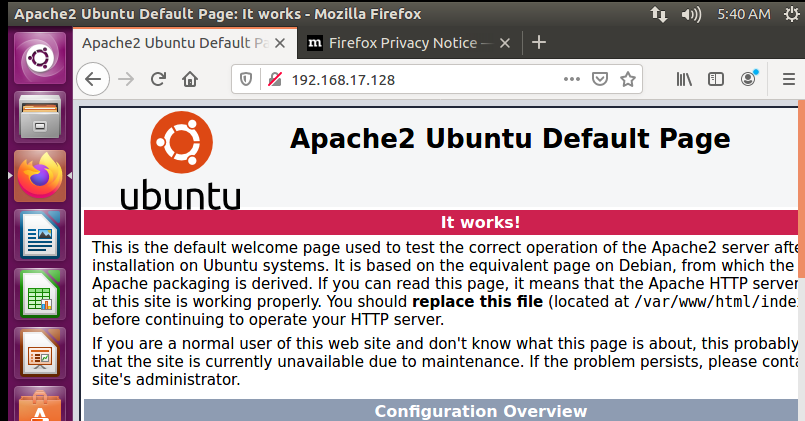 Apache2 Ubuntu Default Page: It works - Mozilla Firefox
5:40 AM
Apache2 Ubuntu Default Pa
Firefox Privacy Notice —
192.168.17.128
ubuntu
Apache2 Ubuntu Default Page
It works!
This is the default welcome page used to test the correct operation of the Apache2 server afte
installation on Ubuntu systems. It is based on the equivalent page on Debian, from which the
Apache packaging is derived. If you can read this page, it means that the Apache HTTP server
at this site is working properly. You should replace this file (located at /var/www/html/inde
before continuing to operate your HTTP server.
If you are a normal user of this web site and don't know what this page is about, this probably
that the site is currently unavailable due to maintenance. If the problem persists, please conta
site's administrator.
Configuration Overview